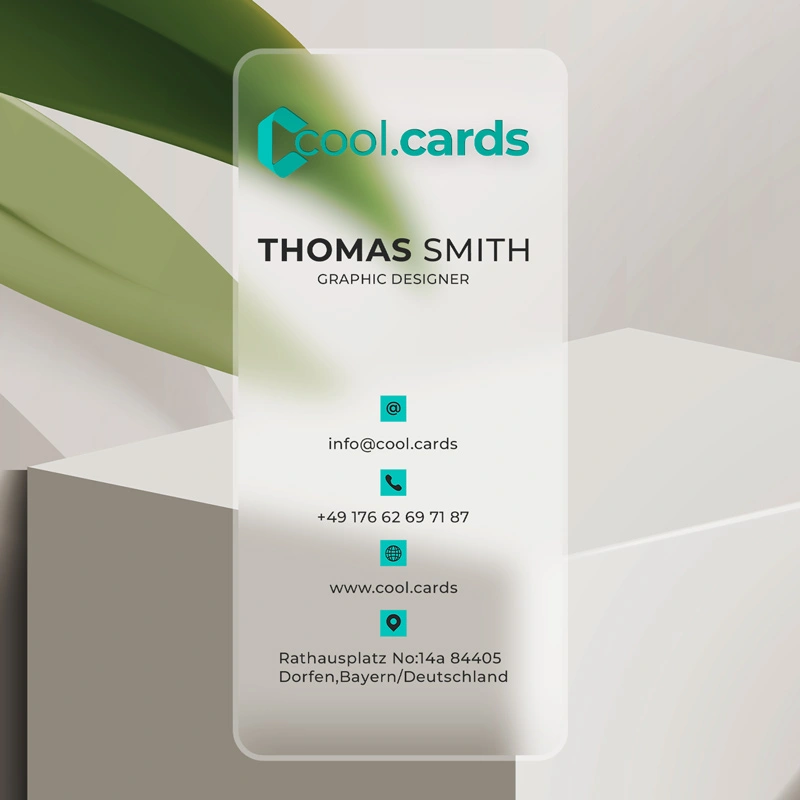 cool.cards
THOMAS SMITH
GRAPHIC DESIGNER
@
info@cool.cards
+49 176 62 69 71 87
www.cool.cards
Rathausplatz No:14a 84405
Dorfen,Bayern/Deutschland